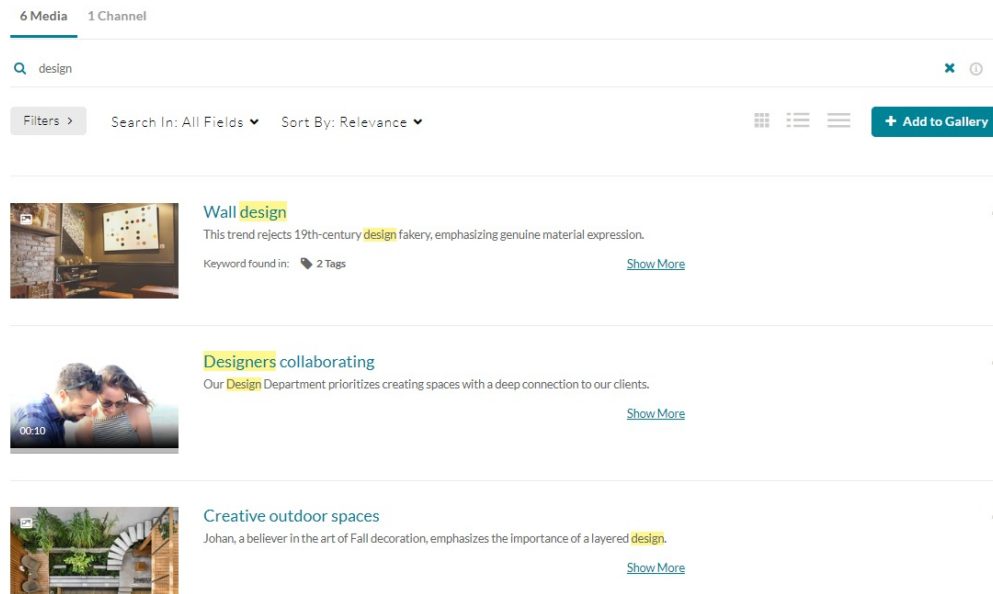 6 Media 1 Channel
design
Filters > Search In: All Fields Sort By: Relevance + Add to Gallery
Wall design
This trend rejects 19th-century design fakery, emphasizing genuine material expression.
Keyword found in: 2 Tags Show More
Designers collaborating
Our Design Department prioritizes creating spaces with a deep connection to our clients.
00:10
Show More
Creative outdoor spaces
Johan, a believer in the art of Fall decoration, emphasizes the importance of a layered design.
Show More